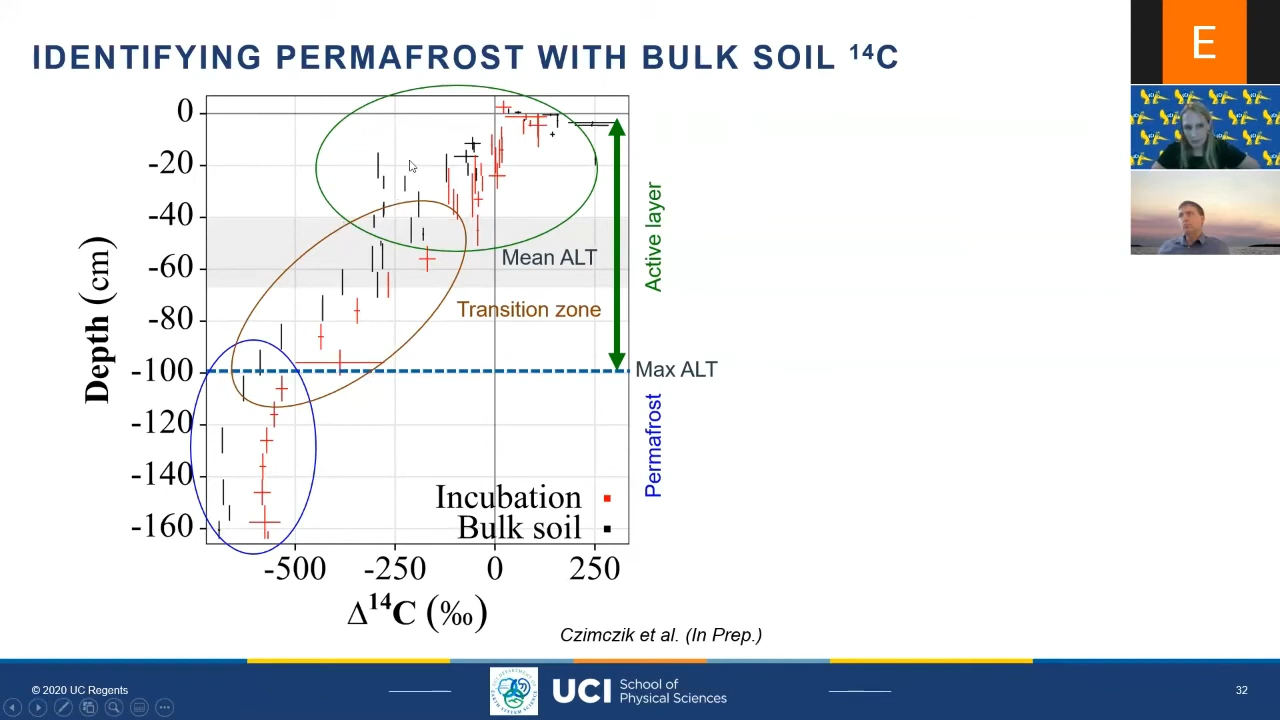 IDENTIFYING PERMAFROST WITH BULK SOIL ¹⁴C
E
0
-20
-40
-60
-80
-100
-120
-140
-160
Depth (cm)
Mean ALT
Transition zone
Active layer
Max ALT
Permafrost
Incubation
Bulk soil
-500 -250 0 250
Δ¹⁴C (‰)
Czimczik et al. (In Prep.)
© 2020 UC Regents
UCI School of
Physical Sciences
32